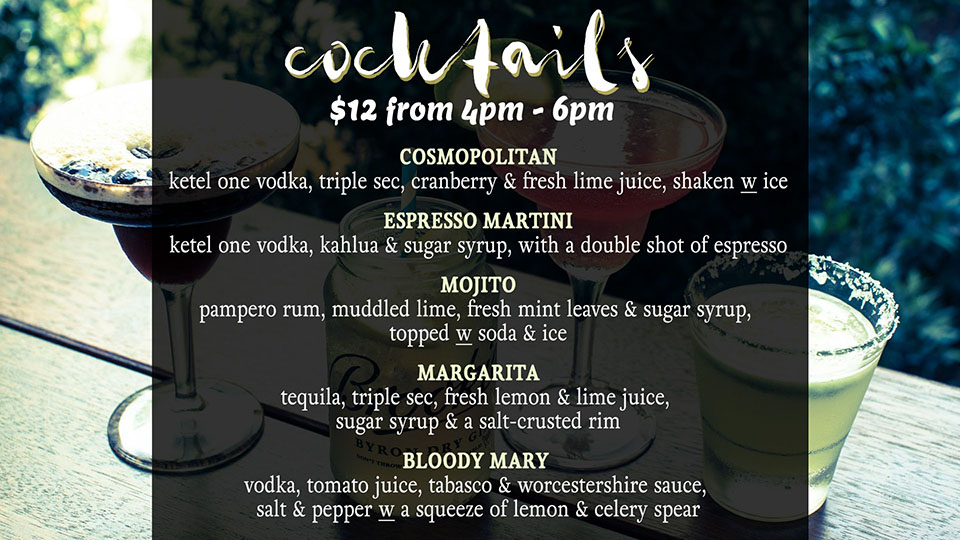 cocktails
$12 from 4pm - 6pm
COSMOPOLITAN
ketel one vodka, triple sec, cranberry & fresh lime juice, shaken w ice
ESPRESSO MARTINI
ketel one vodka, kahlua & sugar syrup, with a double shot of espresso
MOJITO
pampero rum, muddled lime, fresh mint leaves & sugar syrup,
topped w soda & ice
MARGARITA
tequila, triple sec, fresh lemon & lime juice,
sugar syrup & a salt-crusted rim
BLOODY MARY
vodka, tomato juice, tabasco & worcestershire sauce,
salt & pepper w a squeeze of lemon & celery spear